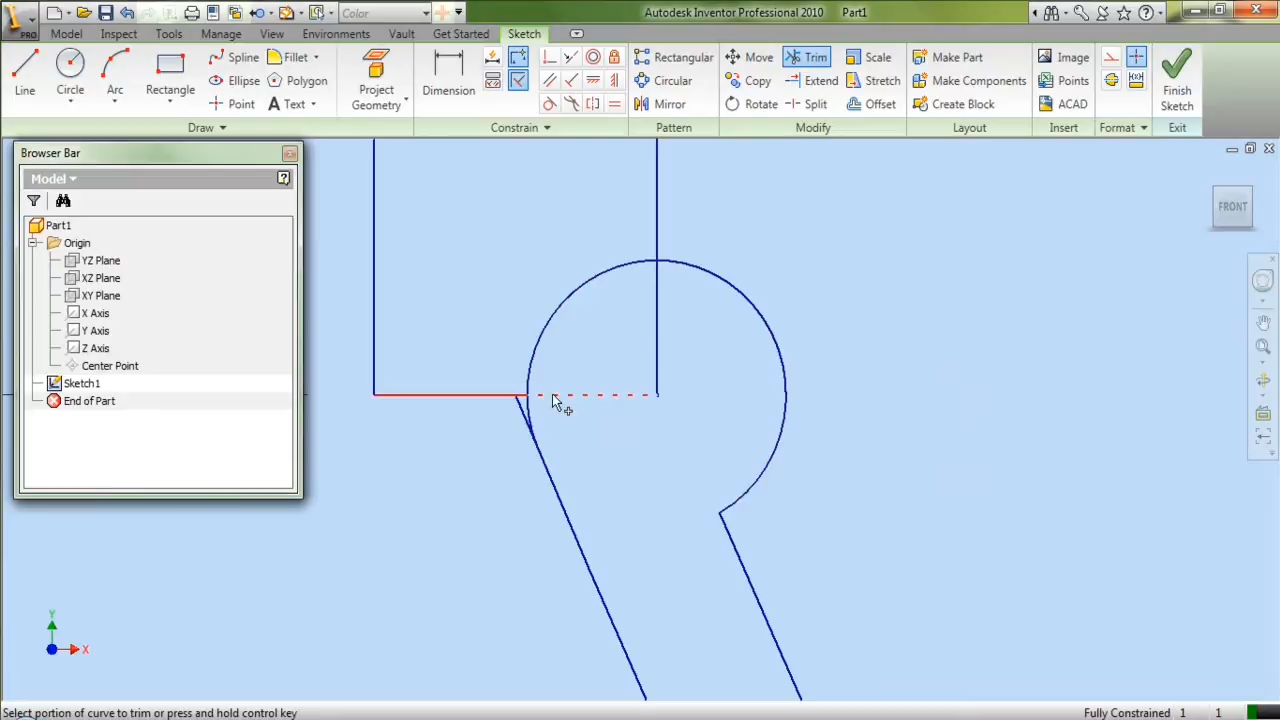 Color
Autodesk Inventor Professional 2010 Part1
PRO Model Inspect Tools Manage View Environments Vault Get Started Sketch
Line Circle Arc Rectangle Spline Fillet Project Geometry Dimension Rectangular Move Trim Scale Make Part Image Finish Sketch
Ellipse Polygon Circular Copy Extend Stretch Make Components Points
Point Text Mirror Rotate Split Offset Create Block ACAD
Draw Constrain Pattern Modify Layout Insert Format Exit
Browser Bar
Model
Part1
Origin
YZ Plane
XZ Plane
XY Plane
X Axis
Y Axis
Z Axis
Center Point
Sketch1
End of Part
FRONT
Y
X
Select portion of curve to trim or press and hold control key
Fully Constrained 1 1